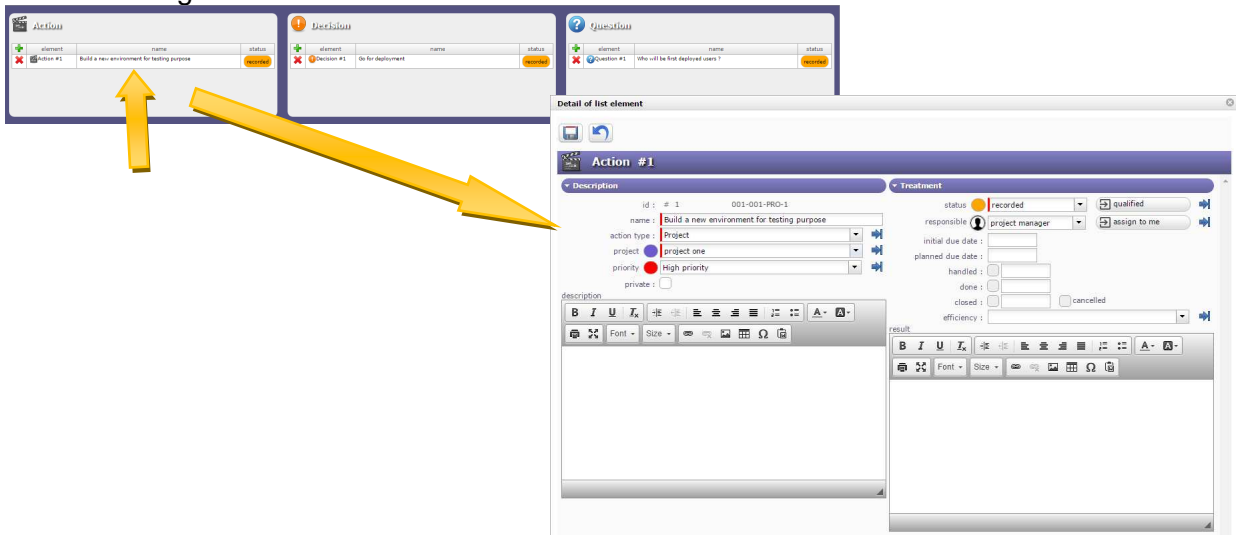 Action
element name status
Action #1 Build a new environment for testing purpose recorded
Decision
element name status
Decision #1 Go for deployment recorded
Question
element name status
Question #1 Who will be first deployed users ? recorded
Detail of list element
Action #1
Description
id : # 1 001-001-PRO-1
name : Build a new environment for testing purpose
action type : Project
project project one
priority High priority
private :
description
B I U Tx A A
Font Size Ω
Treatment
status recorded qualified
responsible project manager assign to me
initial due date :
planned due date :
handled :
done :
closed : cancelled
efficiency :
result
B I U Tx A A
Font Size Ω